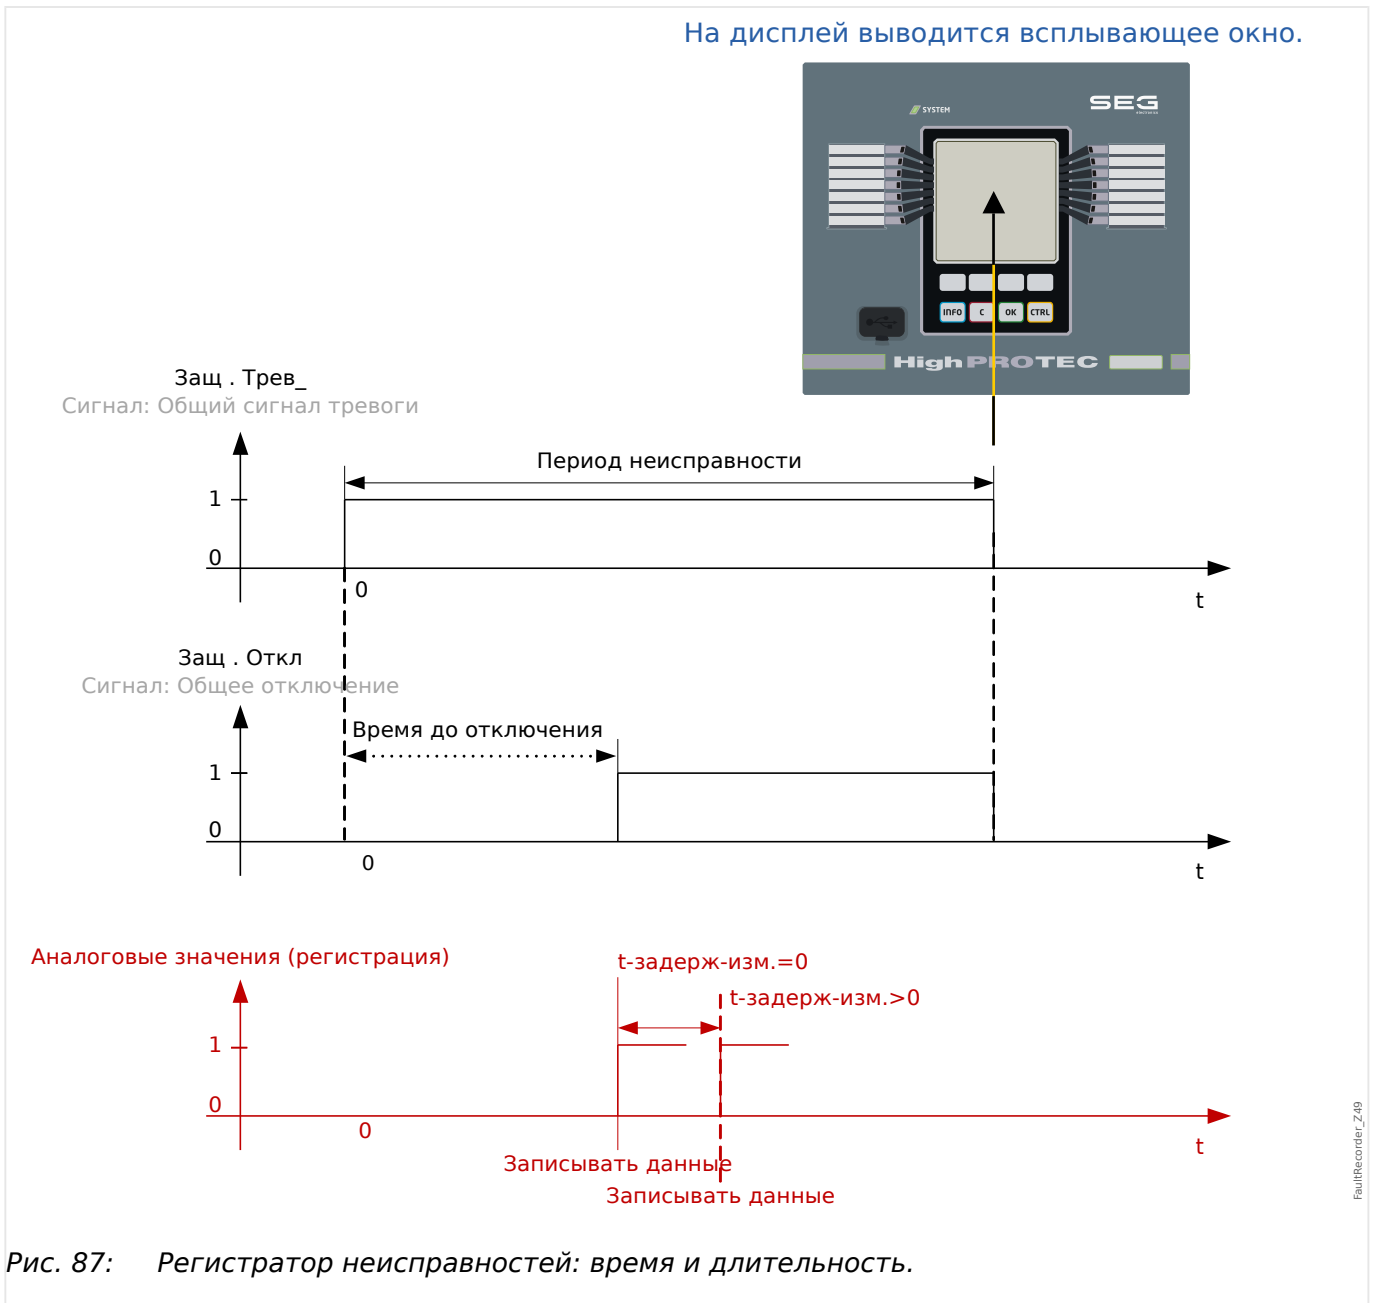 На дисплей выводится всплывающее окно.
SYSTEM
SEG
electronics
INFO
C
OK
CTRL
HighPROTEC
Защ . Трев_
Сигнал: Общий сигнал тревоги
Период неисправности
1
0
0
t
Защ . Откл
Сигнал: Общее отключение
Время до отключения
1
0
0
t
Аналоговые значения (регистрация)
t-задерж-изм.=0
t-задерж-изм.>0
1
0
0
t
Записывать данные
Записывать данные
FaultRecorder_Z49
Рис. 87: Регистратор неисправностей: время и длительность.